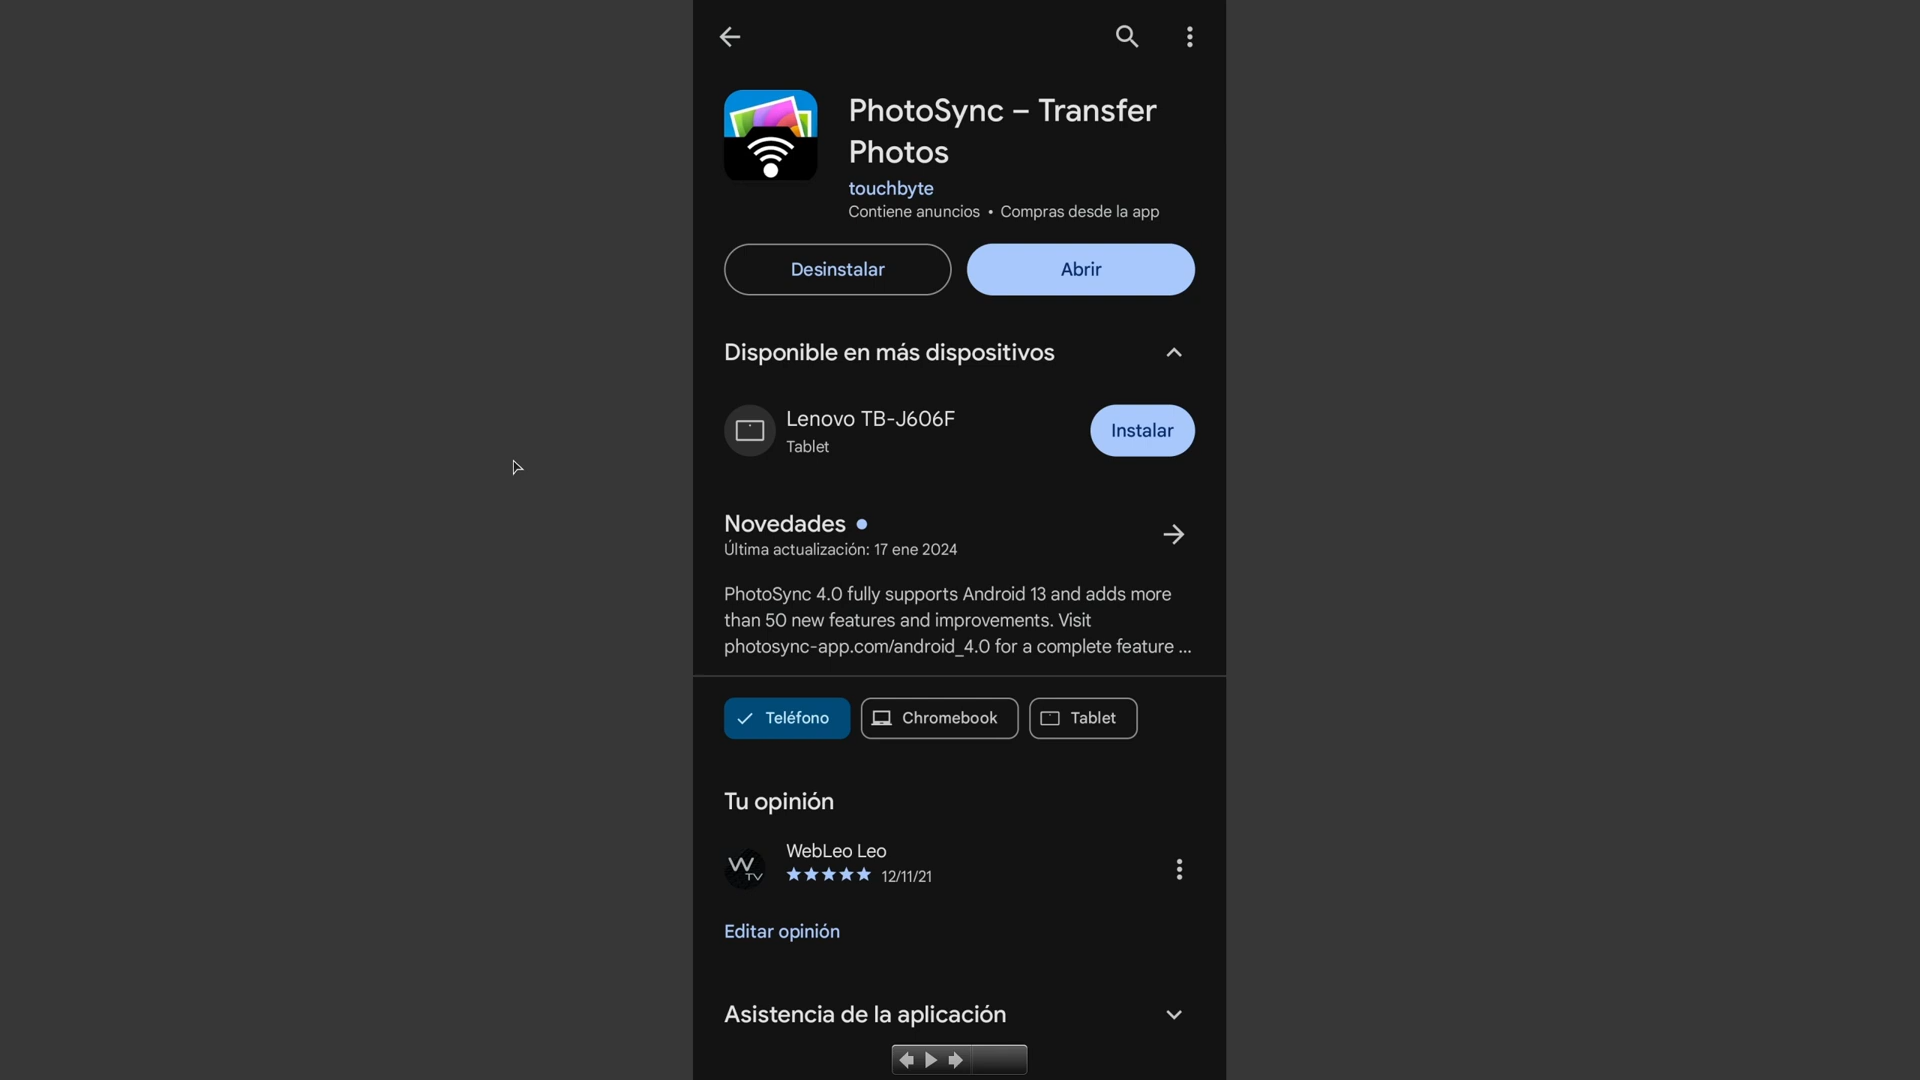 PhotoSync – Transfer
Photos
touchbyte
Contiene anuncios • Compras desde la app
Desinstalar
Abrir
Disponible en más dispositivos
Lenovo TB-J606F
Tablet
Instalar
Novedades
Última actualización: 17 ene 2024
PhotoSync 4.0 fully supports Android 13 and adds more
than 50 new features and improvements. Visit
photosync-app.com/android_4.0 for a complete feature ...
Teléfono
Chromebook
Tablet
Tu opinión
W TV
WebLeo Leo
12/11/21
Editar opinión
Asistencia de la aplicación